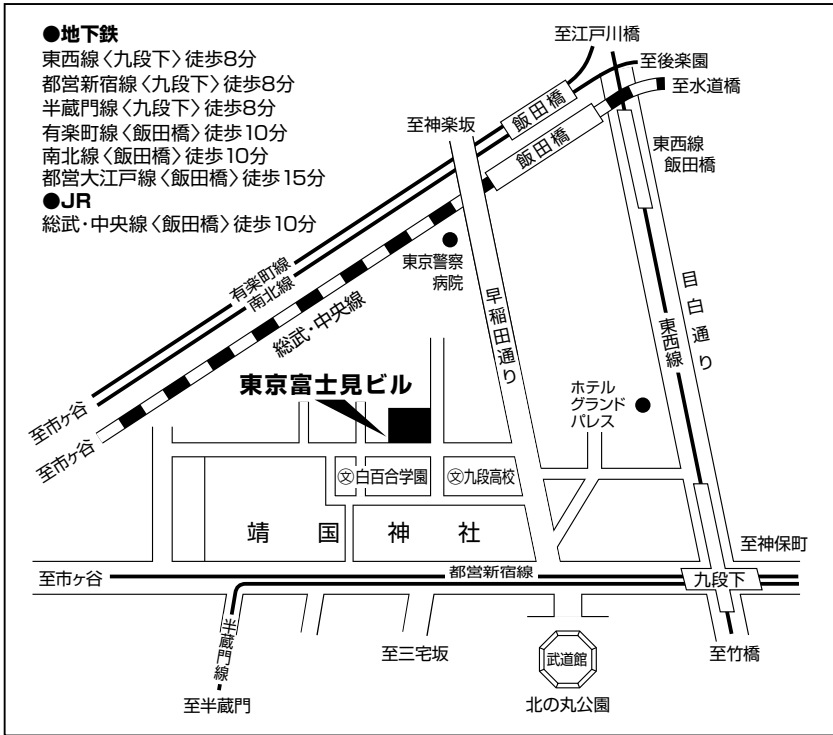 ●地下鉄
東西線〈九段下〉徒歩8分
都営新宿線〈九段下〉徒歩8分
半蔵門線〈九段下〉徒歩8分
有楽町線〈飯田橋〉徒歩10分
南北線〈飯田橋〉徒歩10分
都営大江戸線〈飯田橋〉徒歩15分
●JR
総武・中央線〈飯田橋〉徒歩10分
至江戸川橋
至後楽園
至水道橋
至神楽坂
飯田橋
飯田橋
東西線
飯田橋
東京警察
病院
有楽町線
南北線
総武・中央線
早稲田通り
目白通り
東西線
東京富士見ビル
ホテル
グランド
パレス
至市ヶ谷
至市ヶ谷
文白百合学園
文九段高校
靖国神社
至神保町
至市ヶ谷
都営新宿線
九段下
半蔵門線
至三宅坂
武道館
至竹橋
至半蔵門
北の丸公園